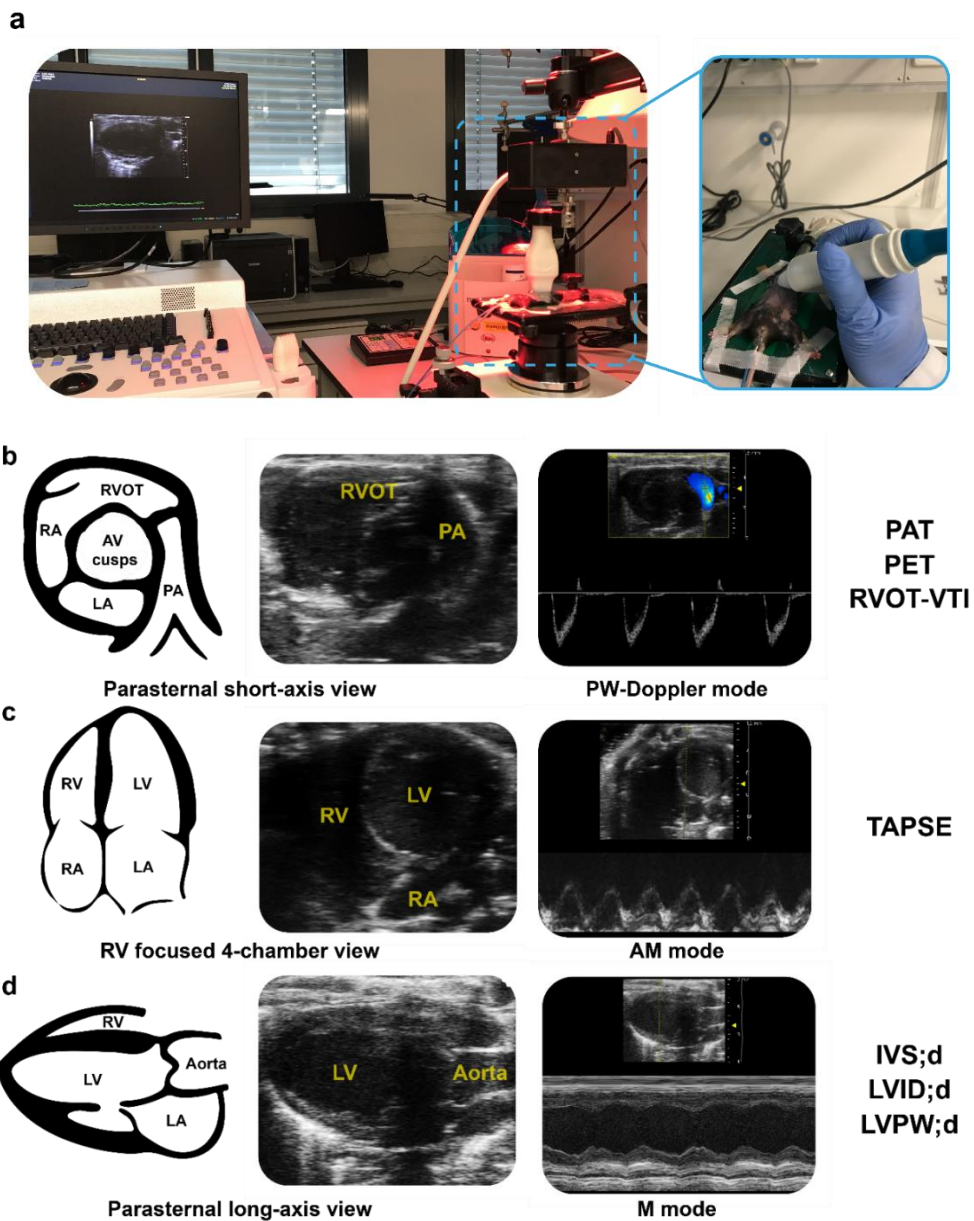 a
b
RVOT
RA
AV
cusps
PA
LA
RVOT
PA
PAT
PET
RVOT-VTI
Parasternal short-axis view
PW-Doppler mode
c
RV
LV
RA
LA
LV
RV
RA
TAPSE
RV focused 4-chamber view
AM mode
d
RV
Aorta
LV
LA
LV
Aorta
IVS;d
LVID;d
LVPW;d
Parasternal long-axis view
M mode